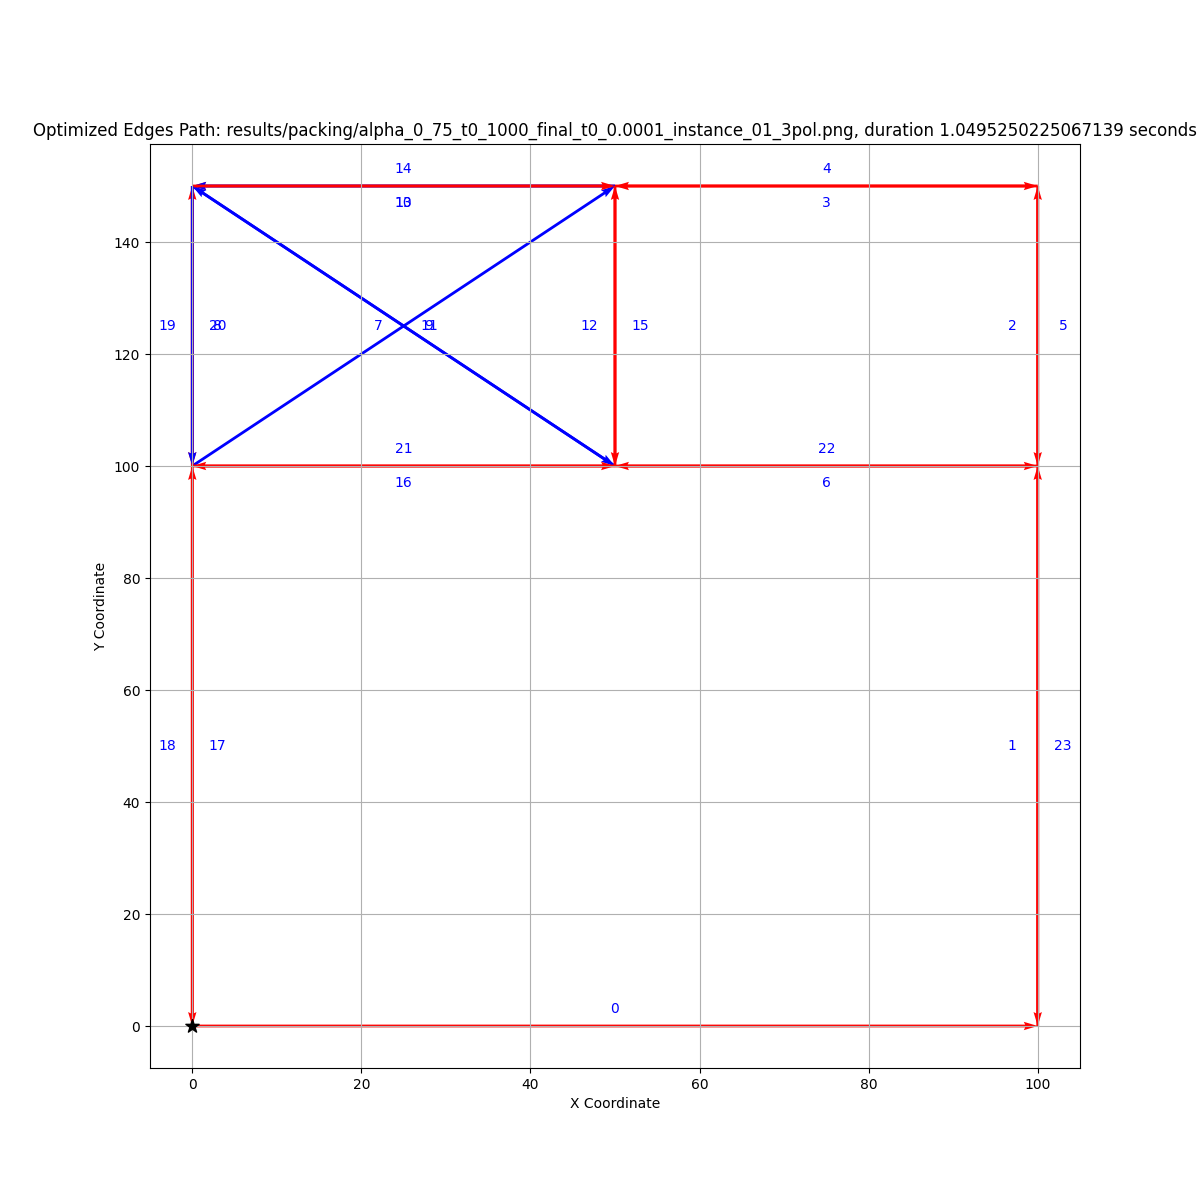 Optimized Edges Path: results/packing/alpha_0_75_t0_1000_final_t0_0.0001_instance_01_3pol.png, duration 1.0495250225067139 seconds
14 4
3
140
19 7 12 15 2 5
120
21 22
16 6
100
80
Y Coordinate
60
18 17 1 23
40
20
0
0
0 20 40 60 80 100
X Coordinate